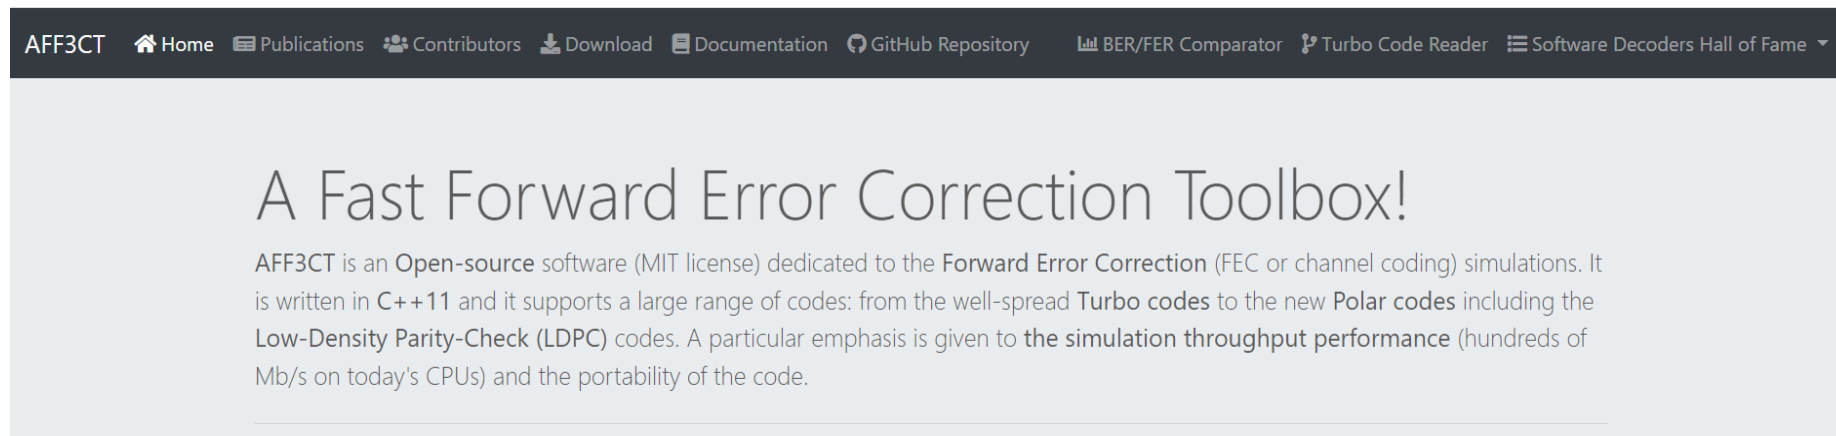 AFF3CT Home Publications Contributors Download Documentation GitHub Repository BER/FER Comparator Turbo Code Reader Software Decoders Hall of Fame
A Fast Forward Error Correction Toolbox!
AFF3CT is an Open-source software (MIT license) dedicated to the Forward Error Correction (FEC or channel coding) simulations. It
is written in C++11 and it supports a large range of codes: from the well-spread Turbo codes to the new Polar codes including the
Low-Density Parity-Check (LDPC) codes. A particular emphasis is given to the simulation throughput performance (hundreds of
Mb/s on today's CPUs) and the portability of the code.